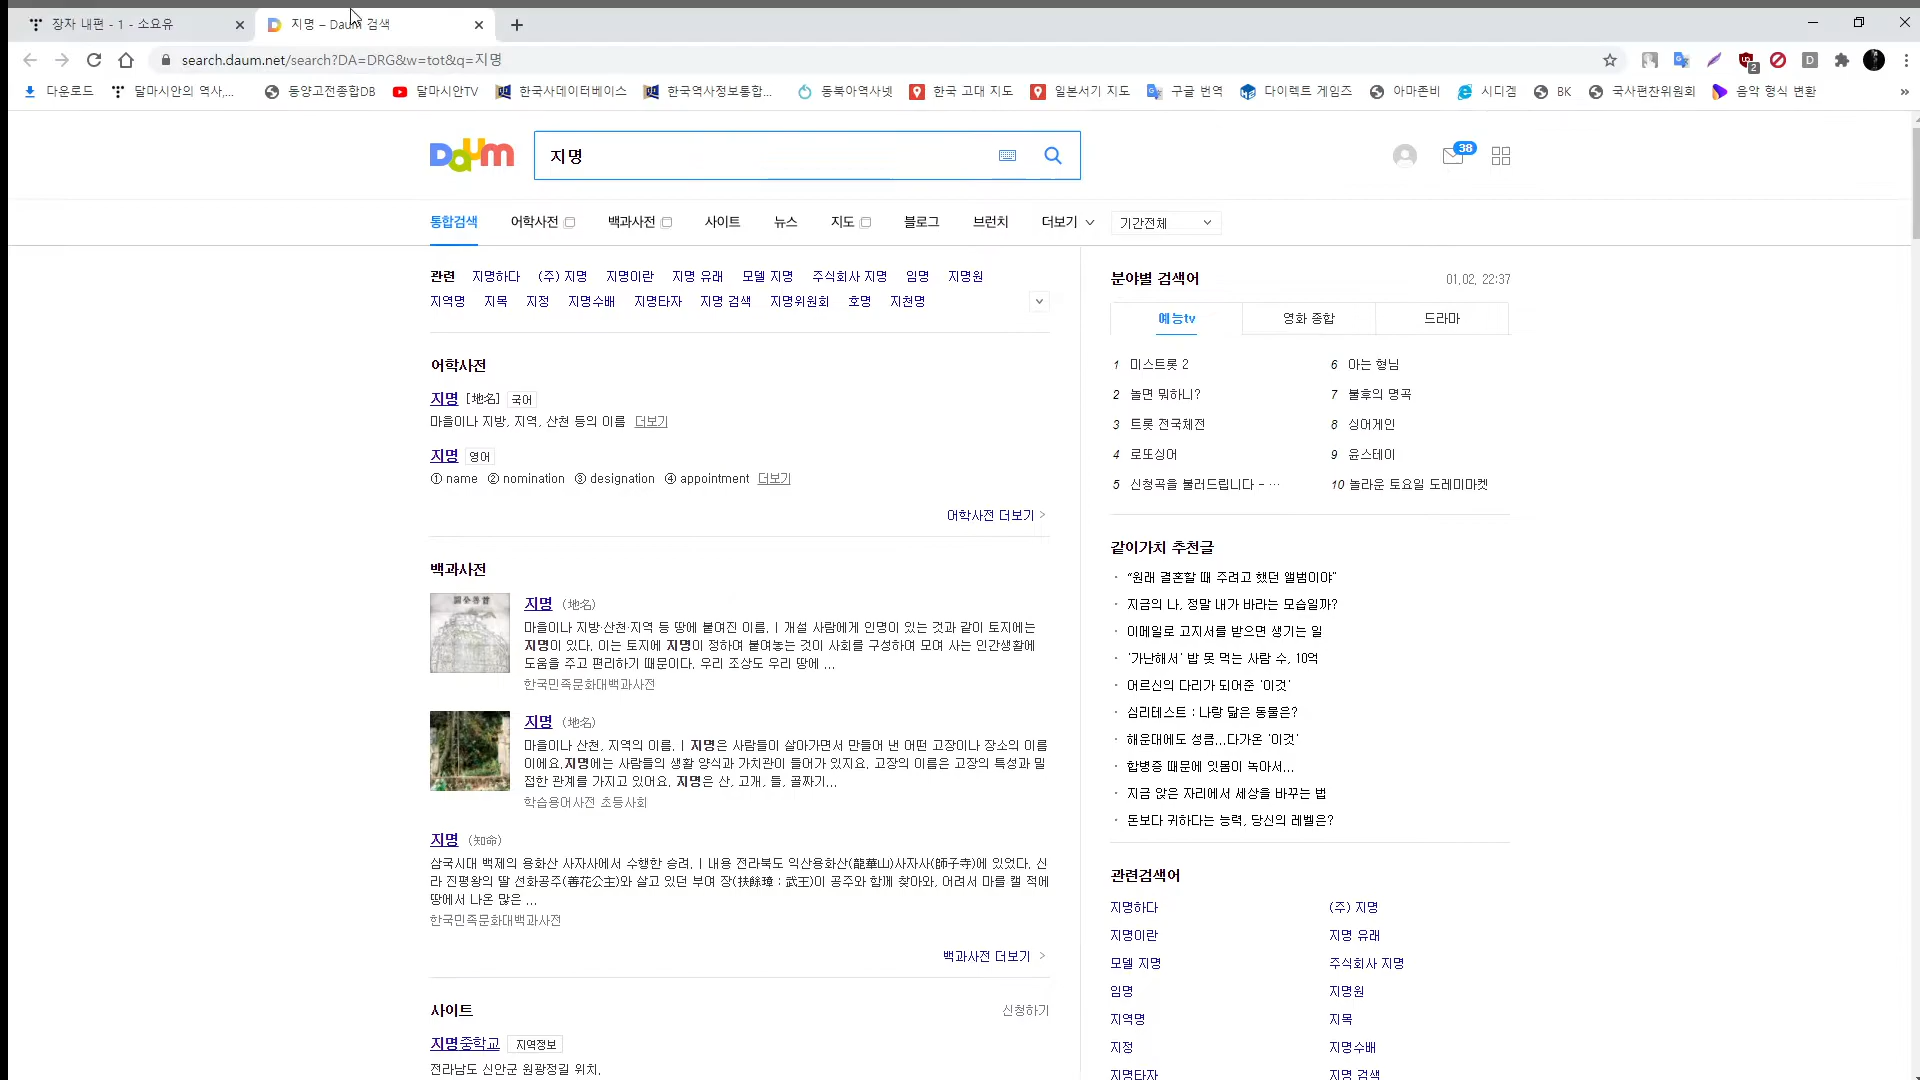 장자 내편 - 1 - 소요유
지명 – Daum 검색
search.daum.net/search?DA=DRG&w=tot&q=지명
2
다운로드 달마시안의 역사,... 동양고전종합DB 달마시안TV 한국사데이터베이스 한국역사정보통합... 동북아역사넷 한국 고대 지도 일본서기 지도 구글 번역 다이렉트 게임즈 아마존비 시디겜 BK 국사편찬위원회 음악 형식 변환 »
Daum
지명
38
통합검색 어학사전 백과사전 사이트 뉴스 지도 블로그 브런치 더보기 기간전체
관련 지명하다 (주) 지명 지명이란 지명 유래 모델 지명 주식회사 지명 임명 지명원
지역명 지목 지정 지명수배 지명타자 지명 검색 지명위원회 호명 지천명
어학사전
지명 [地名] 국어
마을이나 지방, 지역, 산천 등의 이름 더보기
지명 영어
① name ② nomination ③ designation ④ appointment 더보기
어학사전 더보기 >
백과사전
지명 (地名)
마을이나 지방·산천·지역 등 땅에 붙여진 이름. | 개설 사람에게 인명이 있는 것과 같이 토지에는
지명이 있다. 이는 토지에 지명이 정하여 붙여놓는 것이 사회를 구성하여 모여 사는 인간생활에
도움을 주고 편리하기 때문이다. 우리 조상도 우리 땅에 ...
한국민족문화대백과사전
지명 (地名)
마을이나 산천, 지역의 이름. | 지명은 사람들이 살아가면서 만들어 낸 어떤 고장이나 장소의 이름
이에요.지명에는 사람들의 생활 양식과 가치관이 들어가 있지요. 고장의 이름은 고장의 특성과 밀
접한 관계를 가지고 있어요. 지명은 산, 고개, 들, 골짜기...
학습용어사전 초등사회
지명 (知命)
삼국시대 백제의 용화산 사자사에서 수행한 승려. | 내용 전라북도 익산용화산(龍華山)사자사(師子寺)에 있었다. 신
라 진평왕의 딸 선화공주(善花公主)와 살고 있던 부여 장(扶餘璋 : 武王)이 공주와 함께 찾아와, 어려서 마를 캘 적에
땅에서 나온 많은 ...
한국민족문화대백과사전
백과사전 더보기 >
사이트 신청하기
지명중학교 지역정보
전라남도 신안군 원광정길 위치.
분야별 검색어 01.02. 22:37
예능tv 영화 종합 드라마
1 미스트롯 2 6 아는 형님
2 놀면 뭐하니? 7 불후의 명곡
3 트롯 전국체전 8 싱어게인
4 로또싱어 9 윤스테이
5 신청곡을 불러드립니다 - ··· 10 놀라운 토요일 도레미마켓
같이가치 추천글
· “원래 결혼할 때 주려고 했던 앨범이야”
· 지금의 나, 정말 내가 바라는 모습일까?
· 이메일로 고지서를 받으면 생기는 일
· '가난해서' 밥 못 먹는 사람 수, 10억
· 어르신의 다리가 되어준 '이것'
· 심리테스트 : 나랑 닮은 동물은?
· 해운대에도 성큼...다가온 '이것'
· 합병증 때문에 잇몸이 녹아서...
· 지금 앉은 자리에서 세상을 바꾸는 법
· 돈보다 귀하다는 능력, 당신의 레벨은?
관련검색어
지명하다 (주) 지명
지명이란 지명 유래
모델 지명 주식회사 지명
임명 지명원
지역명 지목
지정 지명수배
지명타자 지명 검색